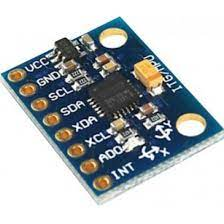 VCC
GND
SCL
SDA
XDA
XCL
ADO
INT
ITG/MPU
X